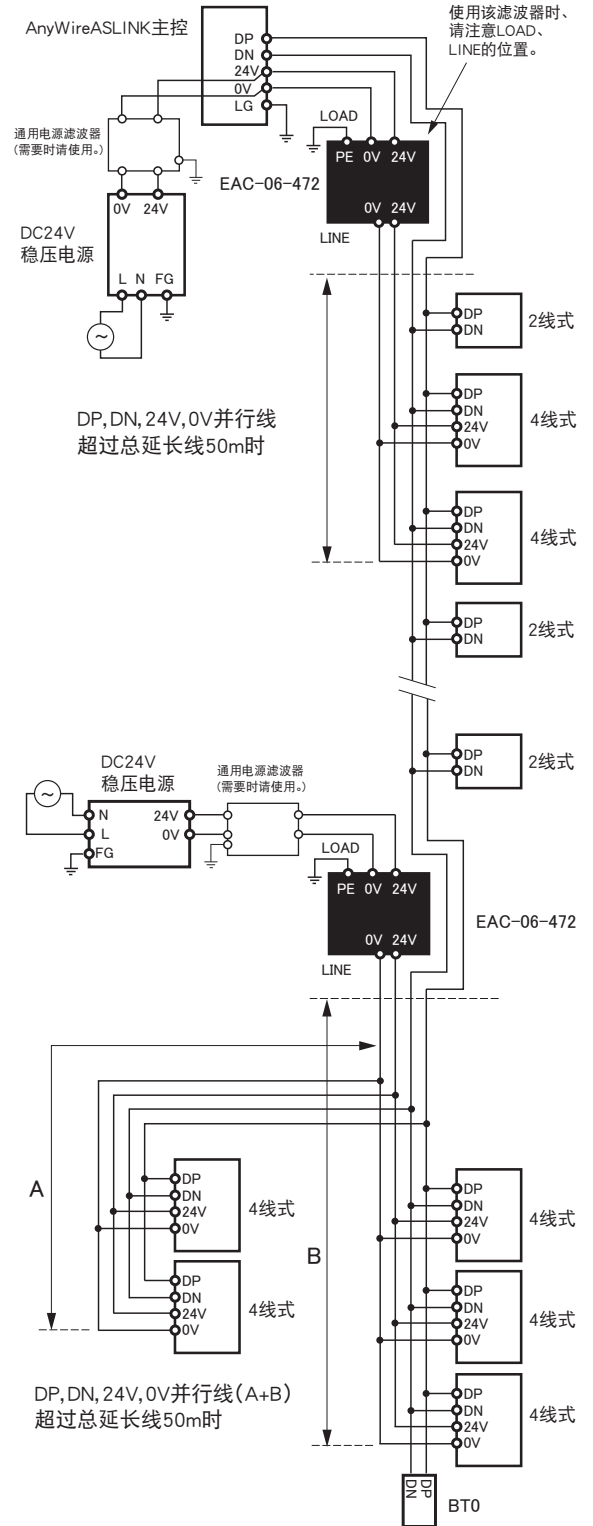 使用该滤波器时、
请注意LOAD、
LINE的位置。
AnyWireASLINK主控
DP
DN
24V
0V
LG
通用电源滤波器
(需要时请使用。)
LOAD
PE 0V 24V
EAC-06-472
0V 24V
LINE
0V 24V
DC24V
稳压电源
L N FG
~
DP
DN
2线式
DP,DN,24V,0V并行线
超过总延长线50m时
DP
DN
24V
0V
4线式
DP
DN
24V
0V
4线式
DP
DN
2线式
DP
DN
2线式
DC24V
稳压电源
通用电源滤波器
(需要时请使用。)
~
N
L
FG
24V
0V
LOAD
PE 0V 24V
EAC-06-472
0V 24V
LINE
A
B
DP
DN
24V
0V
4线式
DP
DN
24V
0V
4线式
DP
DN
24V
0V
4线式
DP
DN
24V
0V
4线式
DP,DN,24V,0V并行线(A+B)
超过总延长线50m时
DP
DN
24V
0V
4线式
DP
DN
BT0